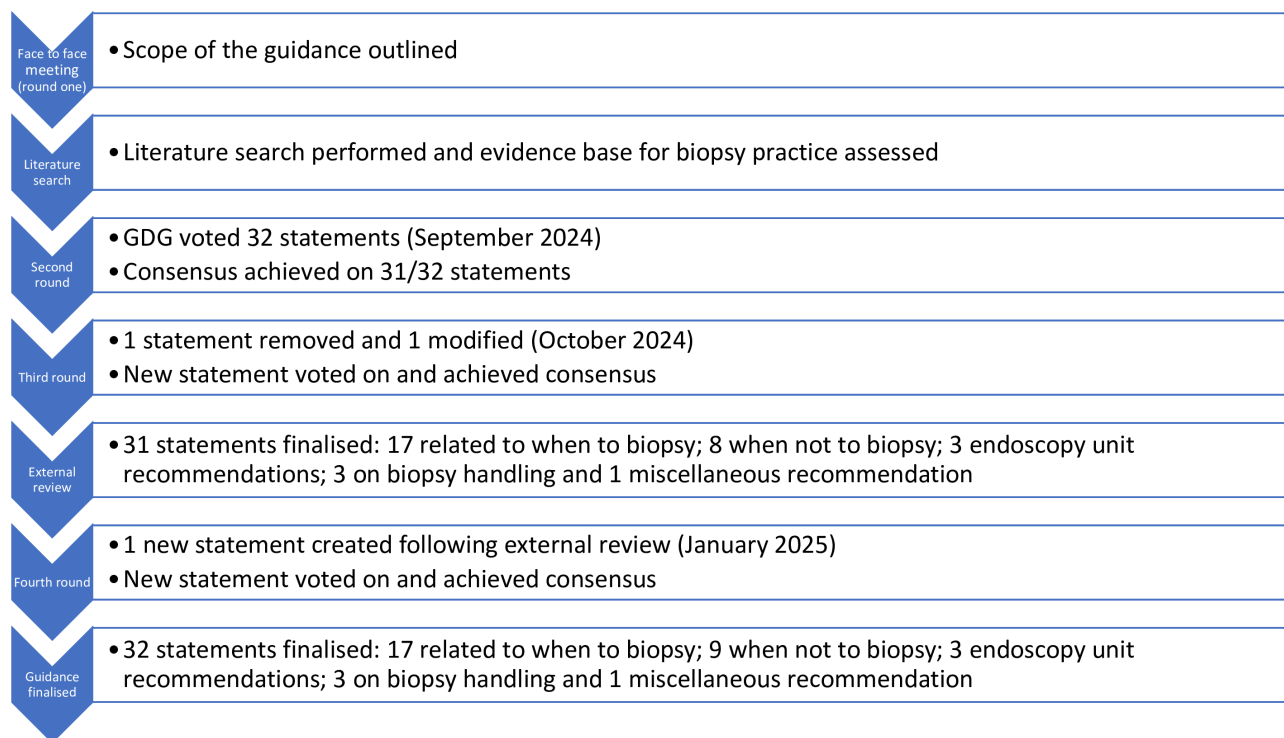 Face to face
meeting
(round one)
•Scope of the guidance outlined
Literature
search
•Literature search performed and evidence base for biopsy practice assessed
Second
round
•GDG voted 32 statements (September 2024)
•Consensus achieved on 31/32 statements
Third round
•1 statement removed and 1 modified (October 2024)
•New statement voted on and achieved consensus
External
review
•31 statements finalised: 17 related to when to biopsy; 8 when not to biopsy; 3 endoscopy unit
recommendations; 3 on biopsy handling and 1 miscellaneous recommendation
Fourth round
•1 new statement created following external review (January 2025)
•New statement voted on and achieved consensus
Guidance
finalised
•32 statements finalised: 17 related to when to biopsy; 9 when not to biopsy; 3 endoscopy unit
recommendations; 3 on biopsy handling and 1 miscellaneous recommendation